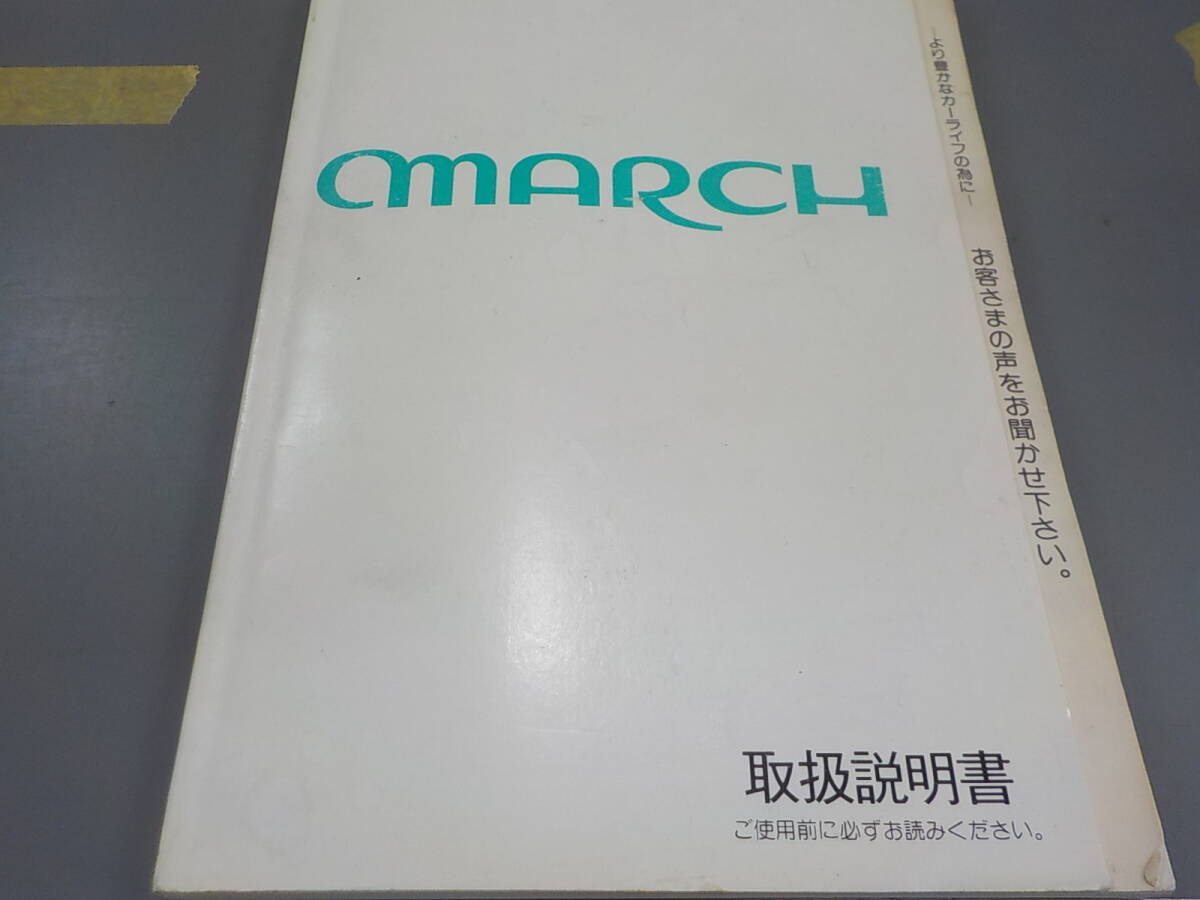 MARCH
―より豊かなカーライフの為に―
お客さまの声をお聞かせ下さい。
取扱説明書
ご使用前に必ずお読みください。